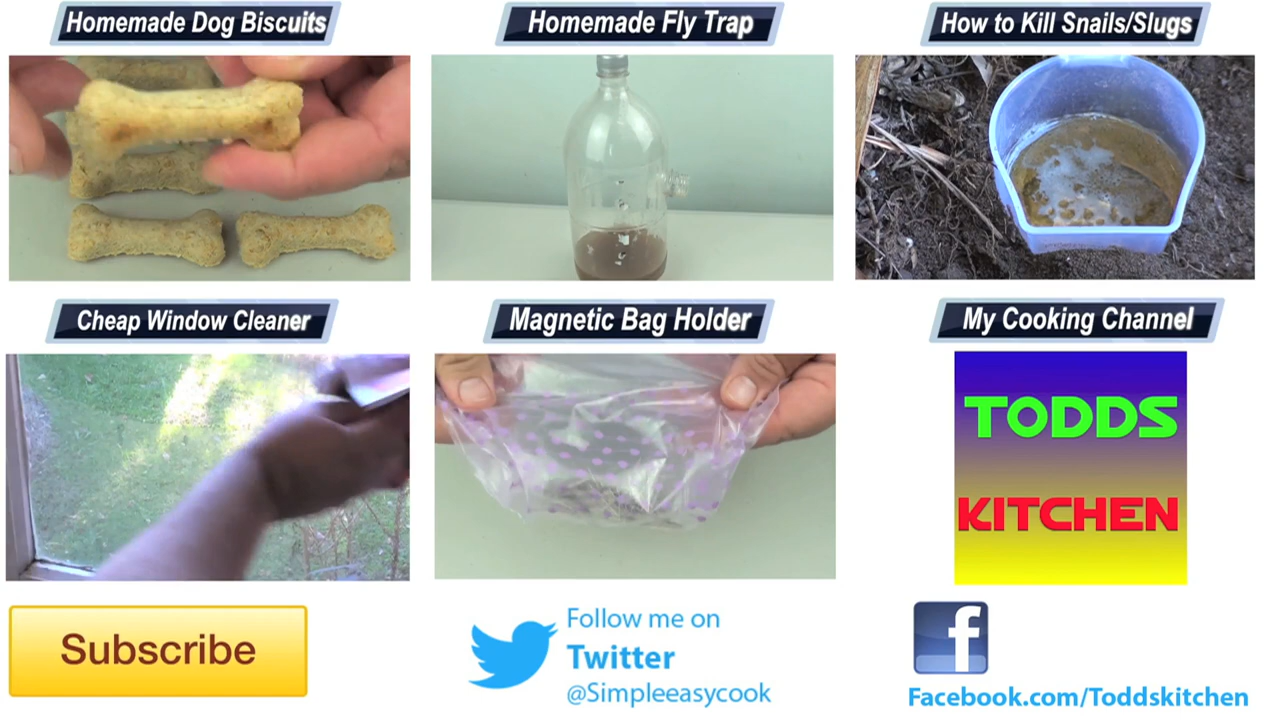 Homemade Dog Biscuits
Homemade Fly Trap
How to Kill Snails/Slugs
Cheap Window Cleaner
Magnetic Bag Holder
My Cooking Channel
TODDS
KITCHEN
Subscribe
Follow me on
Twitter
@Simpleeasycook
f
Facebook.com/Toddskitchen